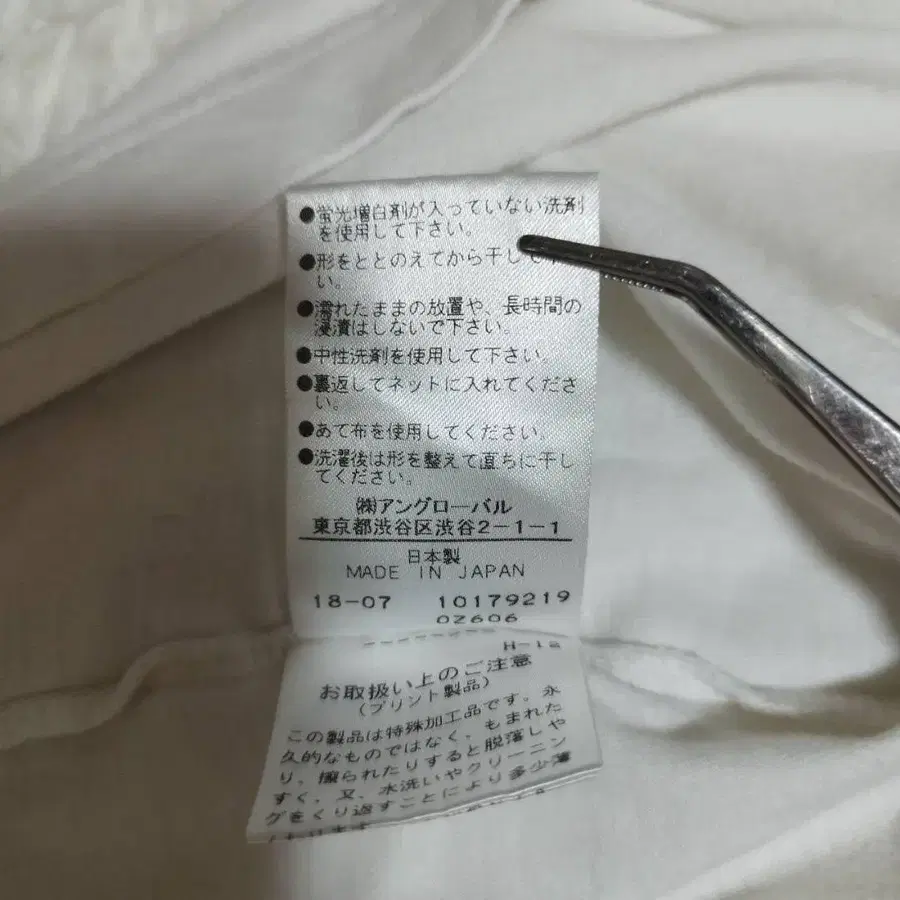 ●蛍光増白剤が入っていない洗剤
を使用して下さい。
●形をととのえてから干して
い。
●濡れたままの放置や、長時間の
浸漬はしないで下さい。
●中性洗剤を使用して下さい。
●裏返してネットに入れてくださ
い。
●あて布を使用してください。
●洗濯後は形を整えて直ちに干し
てください。
㈱アングローバル
東京都渋谷区渋谷2-1-1
日本製
MADE IN JAPAN
18-07 10179219
OZ606
H-12
お取扱い上のご注意
(プリント製品)
この製品は特殊加工品です。永
久的なものではなく、もまれた
り、擦られたりすると脱落しや
すく、又、水洗いやクリーニン
グをくり返すことにより多少薄